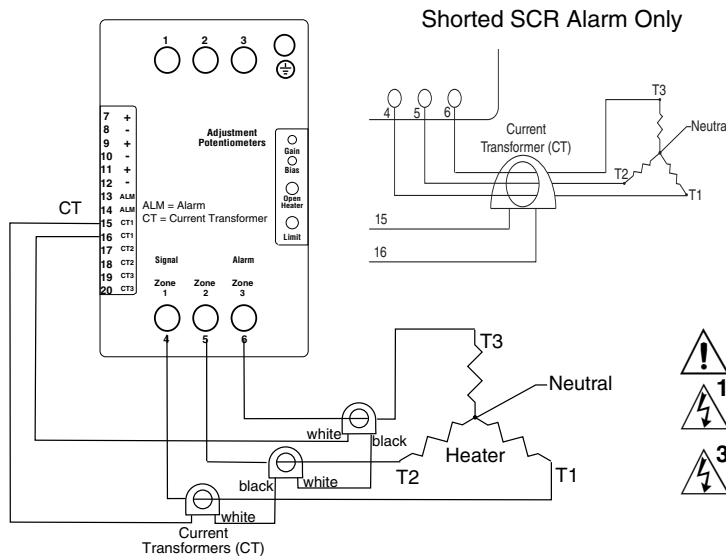 Shorted SCR Alarm Only
1 2 3
7 +
8 -
9 +
10 -
11 +
12 -
13 ALM
14 ALM
15 CT1
16 CT1
17 CT2
18 CT2
19 CT3
20 CT3
CT
Adjustment
Potentiometers
Gain
Bias
Open
Heater
Limit
ALM = Alarm
CT = Current Transformer
Signal Alarm
Zone
1
Zone
2
Zone
3
4 5 6
4 5 6
Current
Transformer (CT)
T3
Neutral
T2
T1
15
16
T3
Neutral
Heater
T2
T1
white
black
black
white
white
Current
Transformers (CT)
!
1
3